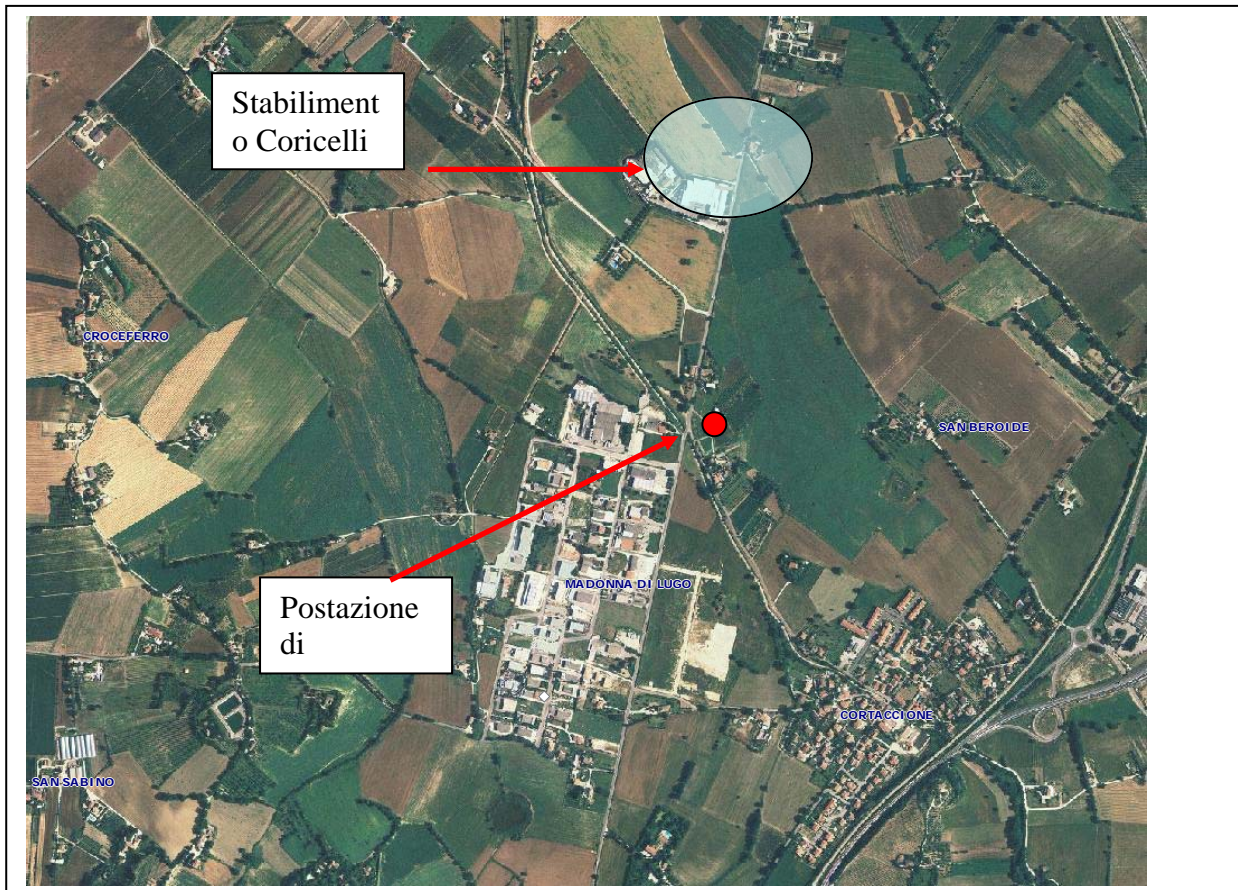 Stabiliment
o Coricelli
CROCEFERRO
SAN BEROIDE
Postazione
di
MADONNA DI LUGO
CORTACCIONE
SAN SABINO